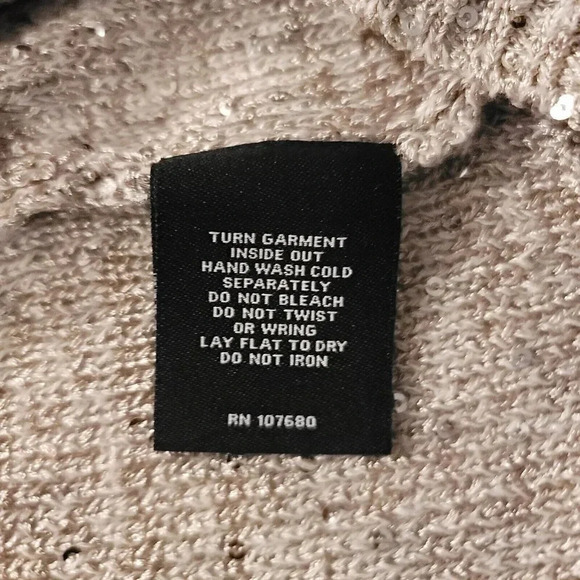 TURN GARMENT
INSIDE OUT
HAND WASH COLD
SEPARATELY
DO NOT BLEACH
DO NOT TWIST
OR WRING
LAY FLAT TO DRY
DO NOT IRON
RN 107680